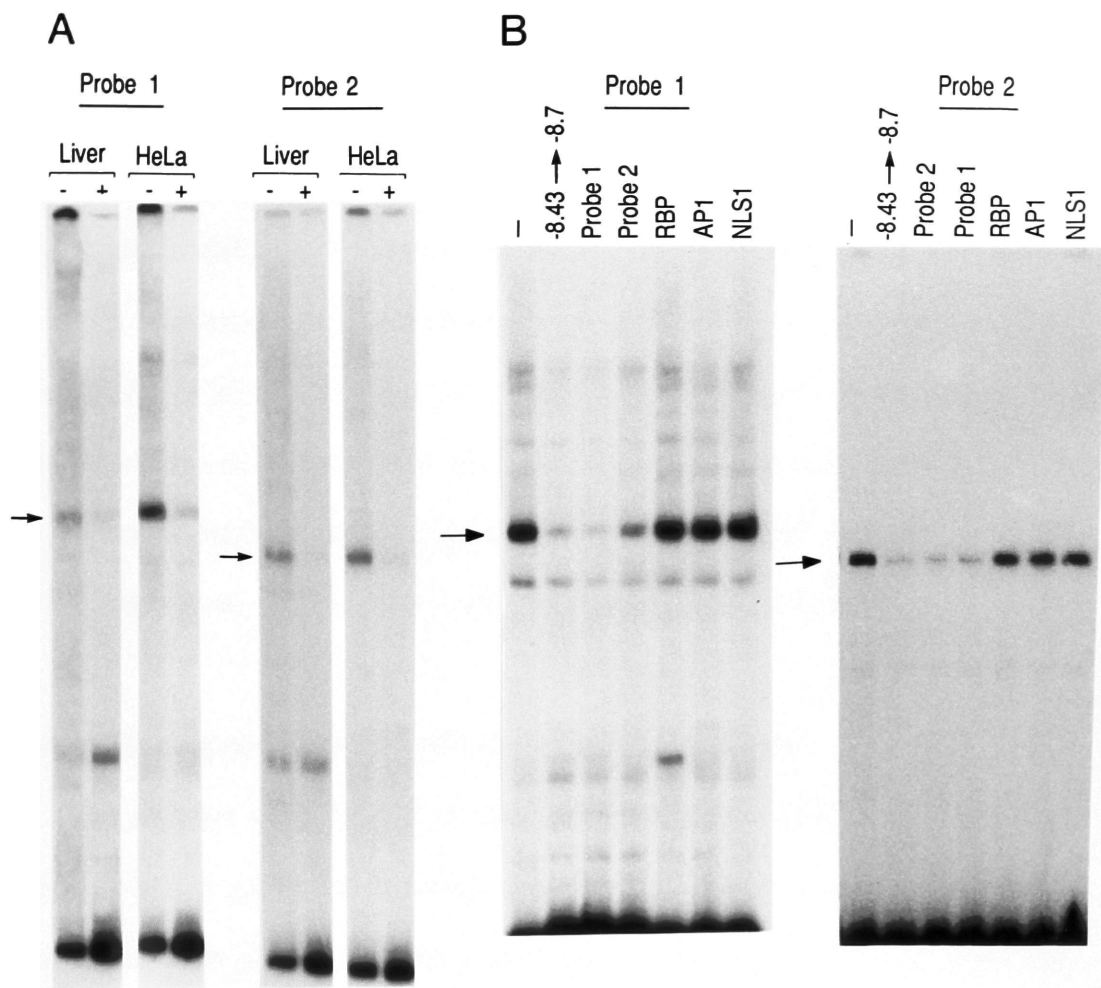 A
B
Probe 1
Probe 2
Liver
HeLa
Liver
HeLa
- + - +
- + - +
Probe 1
–
-8.43 → -8.7
Probe 1
Probe 2
RBP
AP1
NLS1
Probe 2
–
-8.43 → -8.7
Probe 2
Probe 1
RBP
AP1
NLS1